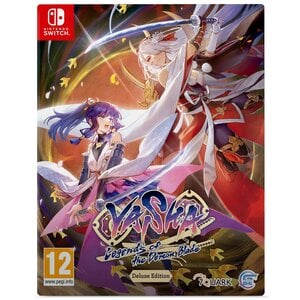 NINTENDO
SWITCH
YASHA
Legends of
the Demon Blade
Deluxe Edition
12
www.pegi.info
7QUARK